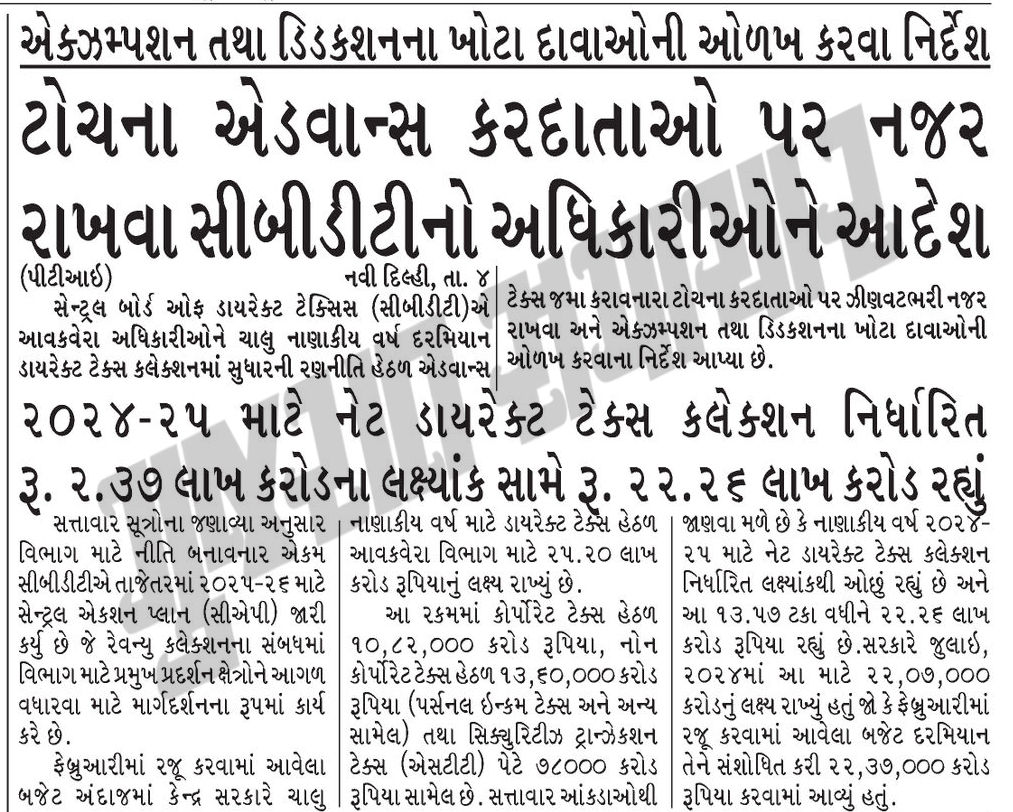 એક્ઝમ્પશન તથા ડિડકશનના ખોટા દાવાઓની ઓળખ કરવા નિર્દેશ
ટોચના એડવાન્સ કરદાતાઓ પર નજર
રાખવા સીબીડીટીનો અધિકારીઓને આદેશ
(પીટીઆઇ) નવી દિલ્હી, તા. ૪
સેન્ટ્રલ બોર્ડ ઓફ ડાયરેક્ટ ટેક્સિસ (સીબીડીટી)એ
આવકવેરા અધિકારીઓને ચાલુ નાણાકીય વર્ષ દરમિયાન
ડાયરેક્ટ ટેક્સ કલેક્શનમાં સુધારની રણનીતિ હેઠળ એડવાન્સ
ટેક્સ જમા કરાવનારા ટોચના કરદાતાઓ પર ઝીણવટભરી નજર
રાખવા અને એક્ઝમ્પશન તથા ડિડકશનના ખોટા દાવાઓની
ઓળખ કરવાના નિર્દેશ આપ્યા છે.
૨૦૨૪-૨૫ માટે નેટ ડાયરેક્ટ ટેક્સ કલેક્શન નિર્ધારિત
રૂ. ૨.૩૭ લાખ કરોડના લક્ષ્યાંક સામે રૂ. ૨૨.૨૬ લાખ કરોડ રહ્યું
સત્તાવાર સૂત્રોના જણાવ્યા અનુસાર
વિભાગ માટે નીતિ બનાવનાર એકમ
સીબીડીટીએ તાજેતરમાં ૨૦૨૫-૨૬ માટે
સેન્ટ્રલ એકશન પ્લાન (સીએપી) જારી
કર્યુ છે જે રેવન્યુ કલેક્શનના સંબધમાં
વિભાગ માટે પ્રમુખ પ્રદર્શન ક્ષેત્રોને આગળ
વધારવા માટે માર્ગદર્શનના રૂપમાં કાર્ય
કરે છે.
ફેબ્રુઆરીમાં રજૂ કરવામાં આવેલા
બજેટ અંદાજમાં કેન્દ્ર સરકારે ચાલુ
નાણાકીય વર્ષ માટે ડાયરેક્ટ ટેક્સ હેઠળ
આવકવેરા વિભાગ માટે ૨૫.૨૦ લાખ
કરોડ રૂપિયાનું લક્ષ્ય રાખ્યું છે.
આ રકમમાં કોર્પોરેટ ટેક્સ હેઠળ
૧૦,૮૨,૦૦૦ કરોડ રૂપિયા, નોન
કોર્પોરેટ ટેક્સ હેઠળ ૧૩,૬૦,૦૦૦ કરોડ
રૂપિયા (પર્સનલ ઇન્કમ ટેક્સ અને અન્ય
સામેલ) તથા સિક્યુરિટીઝ ટ્રાન્ઝેકશન
ટેક્સ (એસટીટી) પેટે ૭૮૦૦૦ કરોડ
રૂપિયા સામેલ છે. સત્તાવાર આંકડાઓથી
જાણવા મળે છે કે નાણાકીય વર્ષ ૨૦૨૪-
૨૫ માટે નેટ ડાયરેક્ટ ટેક્સ કલેક્શન
નિર્ધારિત લક્ષ્યાંકથી ઓછું રહ્યું છે અને
આ ૧૩.૫૭ ટકા વધીને ૨૨.૨૬ લાખ
કરોડ રૂપિયા રહ્યું છે.સરકારે જુલાઇ,
૨૦૨૪માં આ માટે ૨૨,૦૭,૦૦૦
કરોડનું લક્ષ્ય રાખ્યું હતું જો કે ફેબ્રુઆરીમાં
રજૂ કરવામાં આવેલા બજેટ દરમિયાન
તેને સંશોધિત કરી ૨૨,૩૭,૦૦૦ કરોડ
રૂપિયા કરવામાં આવ્યું હતું.
ગુજરાત સમાચાર